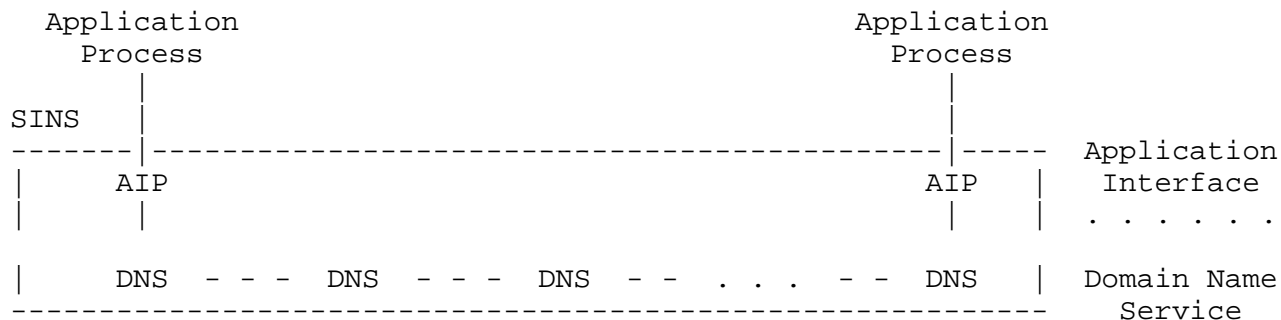 Application Application
Process Process
| |
SINS | |
-------|-----------------------------------------------|----- Application
| AIP AIP | Interface
| | | | . . . . . .
| DNS - - - DNS - - - DNS - - . . . - - DNS | Domain Name
------------------------------------------------------------- Service